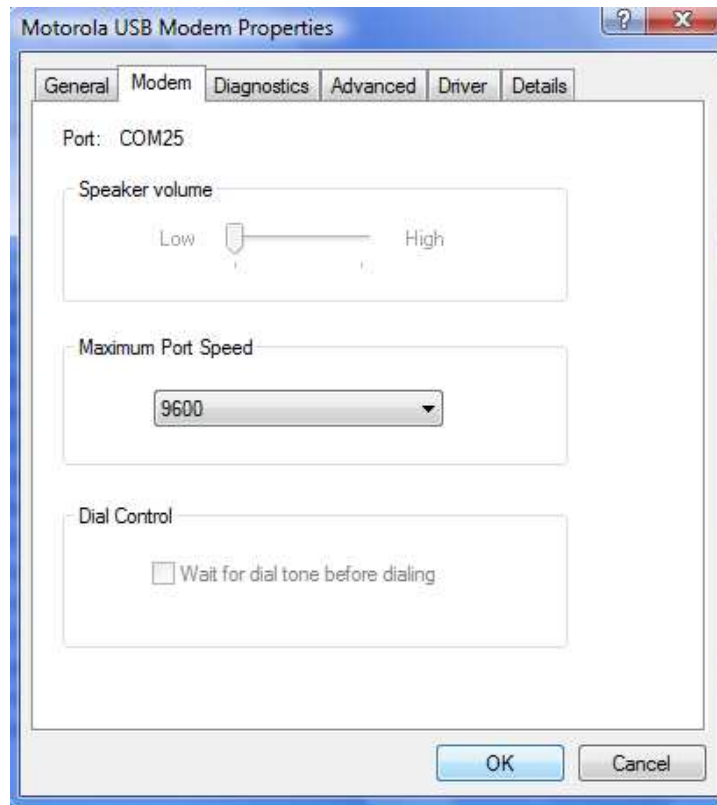 Motorola USB Modem Properties
General Modem Diagnostics Advanced Driver Details
Port: COM25
Speaker volume
Low High
Maximum Port Speed
9600
Dial Control
Wait for dial tone before dialing
OK Cancel